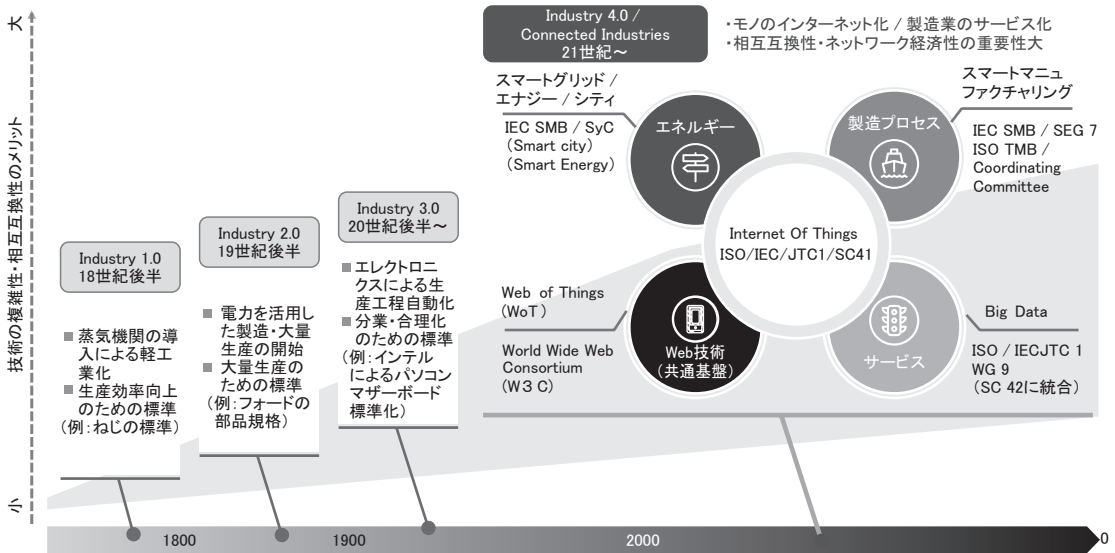 大
技術の複雑性・相互互換性のメリット
小
Industry 1.0
18世紀後半
■ 蒸気機関の導
入による軽工
業化
■ 生産効率向上
のための標準
（例：ねじの標準）
Industry 2.0
19世紀後半
■ 電力を活用し
た製造・大量
生産の開始
■ 大量生産の
ための標準
（例：フォードの
部品規格）
Industry 3.0
20世紀後半～
■ エレクトロニ
クスによる生
産工程自動化
■ 分業・合理化
のための標準
（例：インテル
によるパソコン
マザーボード
標準化）
Industry 4.0 /
Connected Industries
21世紀～
・モノのインターネット化 / 製造業のサービス化
・相互互換性・ネットワーク経済性の重要性大
スマートグリッド /
エナジー / シティ
IEC SMB / SyC
（Smart city）
（Smart Energy）
エネルギー
製造プロセス
スマートマニュ
ファクチャリング
IEC SMB / SEG 7
ISO TMB /
Coordinating
Committee
Internet Of Things
ISO/IEC/JTC1/SC41
Web of Things
（WoT）
World Wide Web
Consortium
（W3 C）
Web技術
（共通基盤）
サービス
Big Data
ISO / IECJTC 1
WG 9
（SC 42に統合）
1800
1900
2000
0